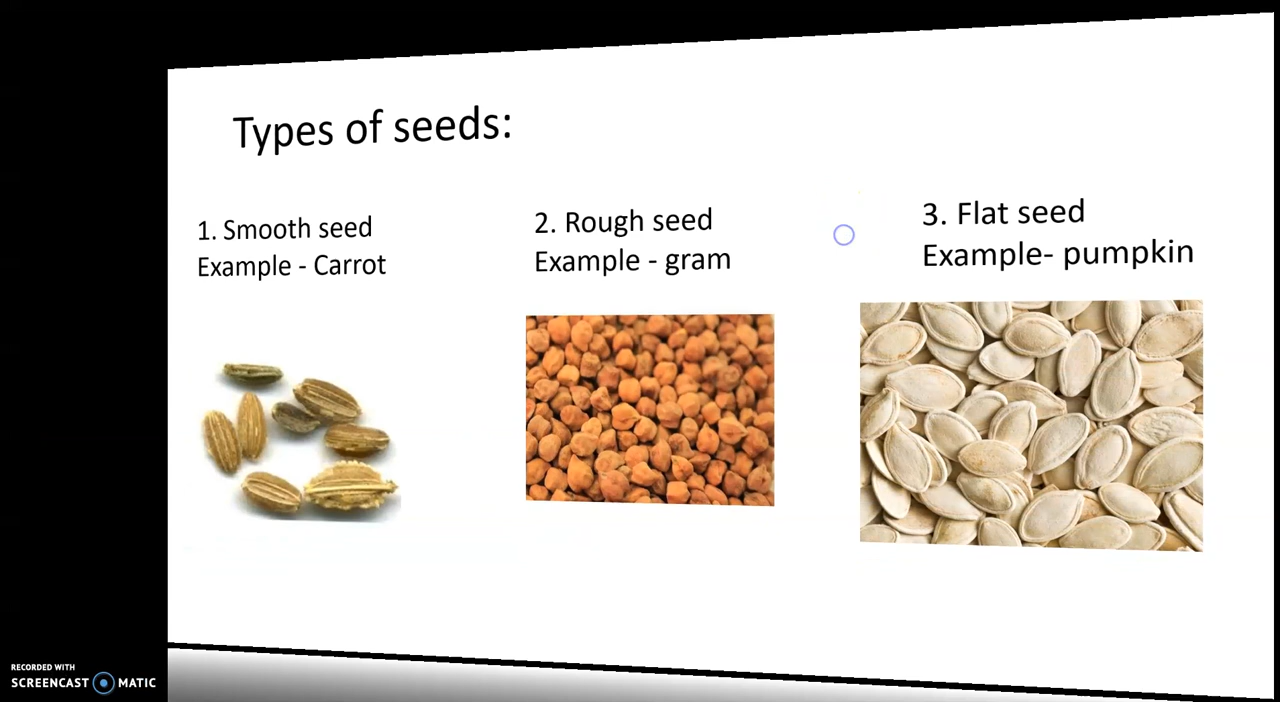 Types of seeds:
1. Smooth seed
Example - Carrot
2. Rough seed
Example - gram
3. Flat seed
Example- pumpkin
RECORDED WITH
SCREENCAST MATIC